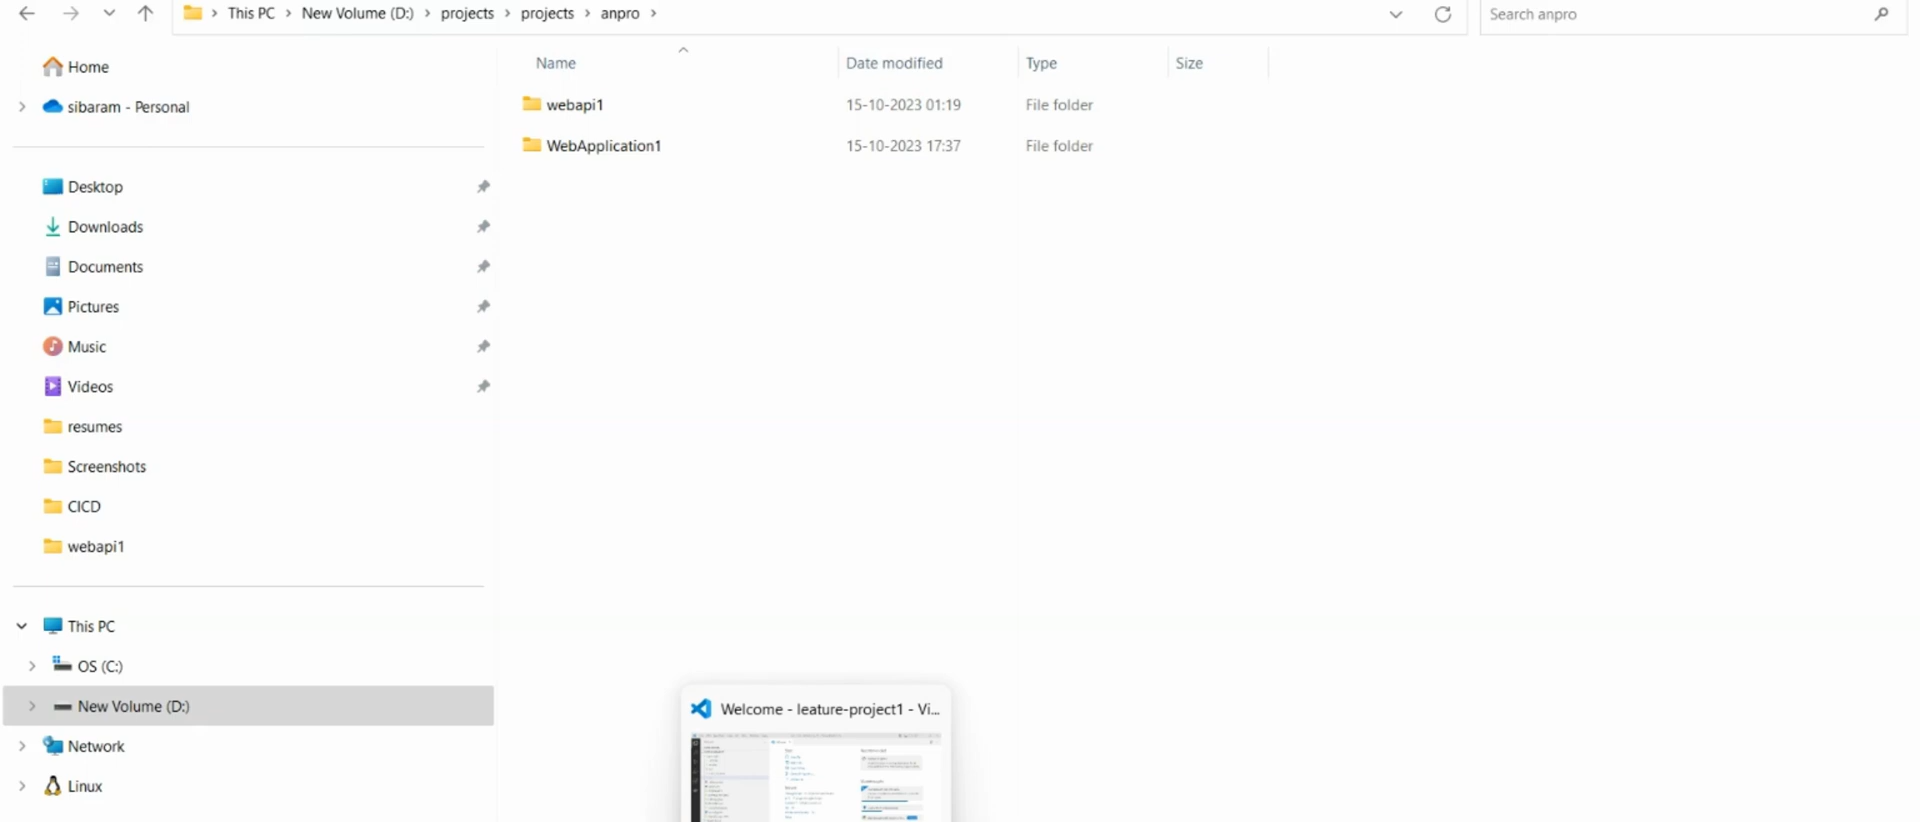 This PC > New Volume (D:) > projects > projects > anpro >
Search anpro
Name Date modified Type Size
webapi1 15-10-2023 01:19 File folder
WebApplication1 15-10-2023 17:37 File folder
Home
sibaram - Personal
Desktop
Downloads
Documents
Pictures
Music
Videos
resumes
Screenshots
CICD
webapi1
This PC
OS (C:)
New Volume (D:)
Network
Linux
Welcome - leature-project1 - Vi...